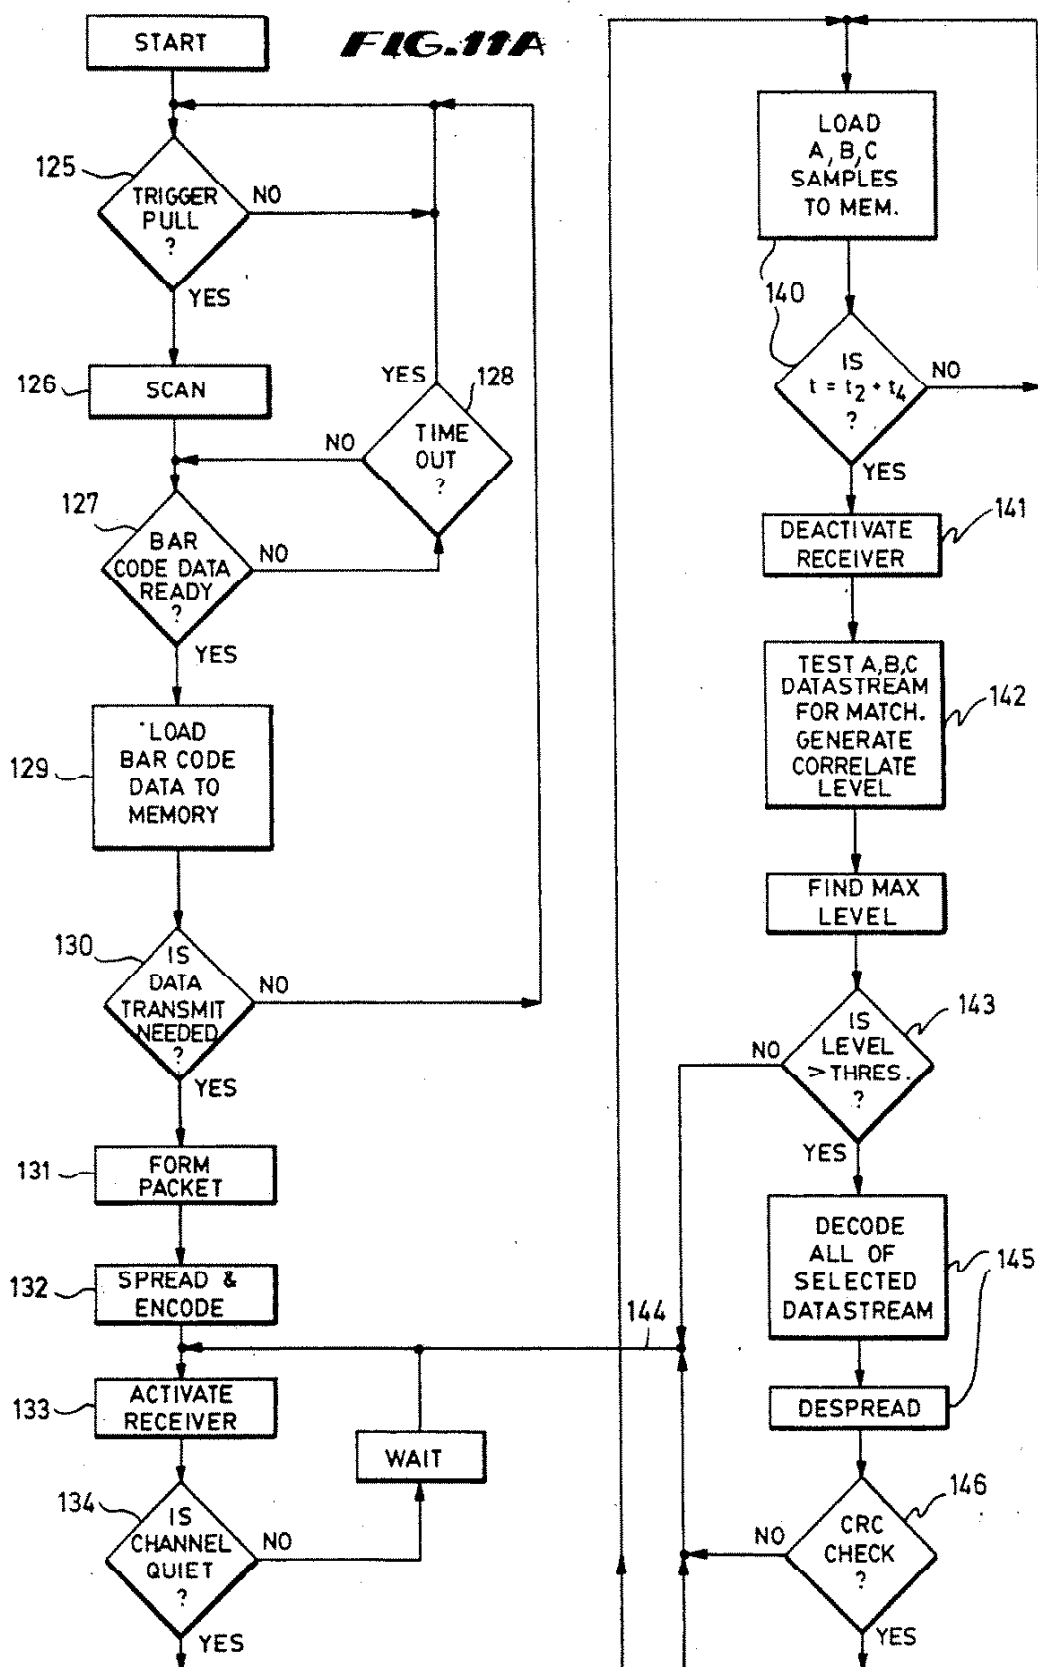 FIG.11A
START
125
TRIGGER
PULL
?
NO
YES
126
SCAN
YES
128
TIME
OUT
?
NO
127
BAR
CODE DATA
READY
?
NO
YES
129
LOAD
BAR CODE
DATA TO
MEMORY
130
IS
DATA
TRANSMIT
NEEDED
?
NO
YES
131
FORM
PACKET
132
SPREAD &
ENCODE
144
133
ACTIVATE
RECEIVER
WAIT
134
IS
CHANNEL
QUIET
?
NO
YES
LOAD
A, B, C
SAMPLES
TO MEM.
140
IS
t = t2 + t4
?
NO
YES
141
DEACTIVATE
RECEIVER
142
TEST A,B,C
DATASTREAM
FOR MATCH.
GENERATE
CORRELATE
LEVEL
FIND MAX
LEVEL
143
IS
LEVEL
> THRES.
?
NO
YES
DECODE
ALL OF
SELECTED
DATASTREAM
145
DESPREAD
146
CRC
CHECK
?
NO
YES